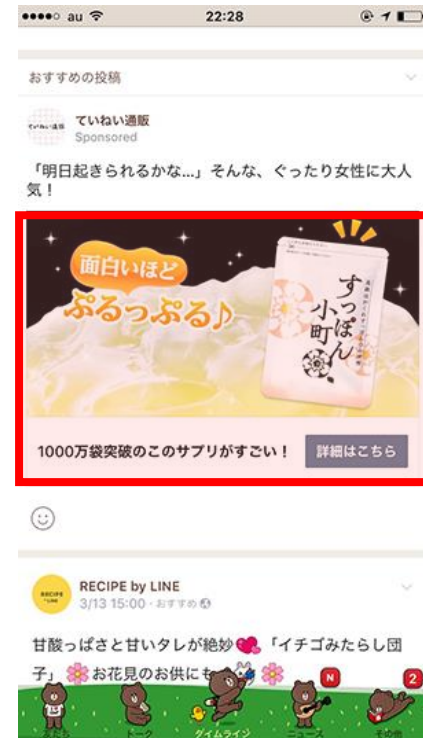 au 22:28
おすすめの投稿
ていねい通販
Sponsored
「明日起きられるかな...」そんな、ぐったり女性に大人
気！
面白いほど
ぷるっぷる♪
すっぽん
小町
1000万袋突破のこのサプリがすごい！ 詳細はこちら
RECIPE by LINE
3/13 15:00・おすすめ
甘酸っぱさと甘いタレが絶妙 「イチゴみたらし団
子」 お花見のお供にも
N 2
トーク タイムライン ニュース その他